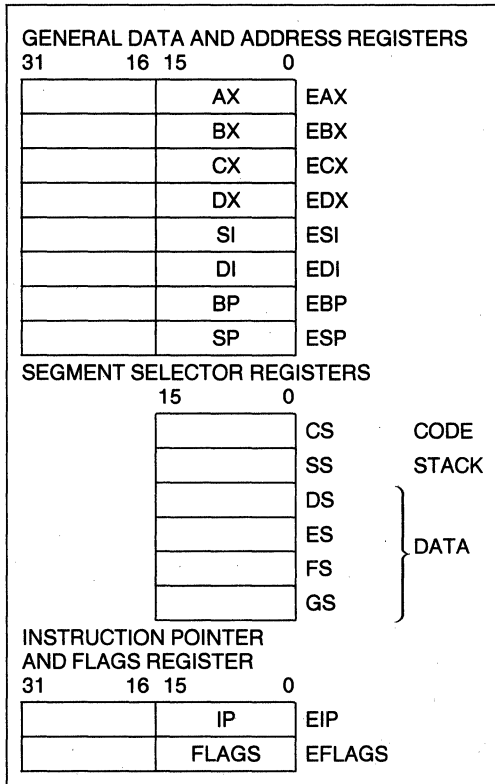 GENERAL DATA AND ADDRESS REGISTERS
31 16 15 0
AX EAX
BX EBX
CX ECX
DX EDX
SI ESI
DI EDI
BP EBP
SP ESP
SEGMENT SELECTOR REGISTERS
15 0
CS CODE
SS STACK
DS
ES
DATA
FS
GS
INSTRUCTION POINTER
AND FLAGS REGISTER
31 16 15 0
IP EIP
FLAGS EFLAGS